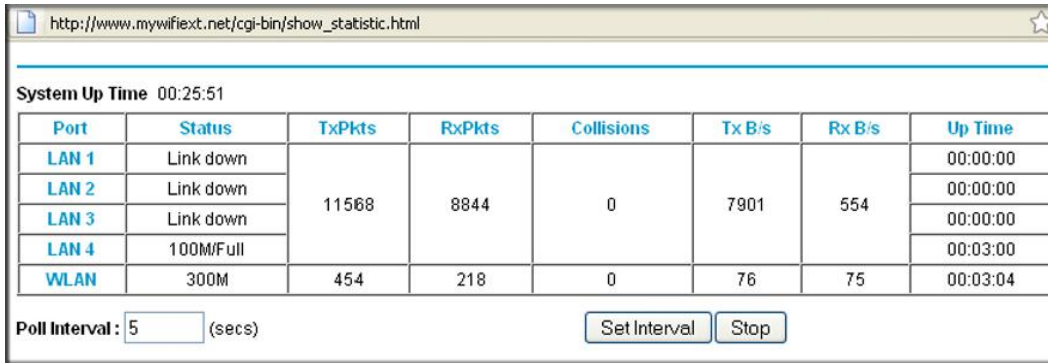 http://www.mywifiext.net/cgi-bin/show_statistic.html
System Up Time 00:25:51
Port Status TxPkts RxPkts Collisions Tx B/s Rx B/s Up Time
LAN 1 Link down 11568 8844 0 7901 554 00:00:00
LAN 2 Link down 00:00:00
LAN 3 Link down 00:00:00
LAN 4 100M/Full 00:03:00
WLAN 300M 454 218 0 76 75 00:03:04
Poll Interval : 5 (secs) Set Interval Stop